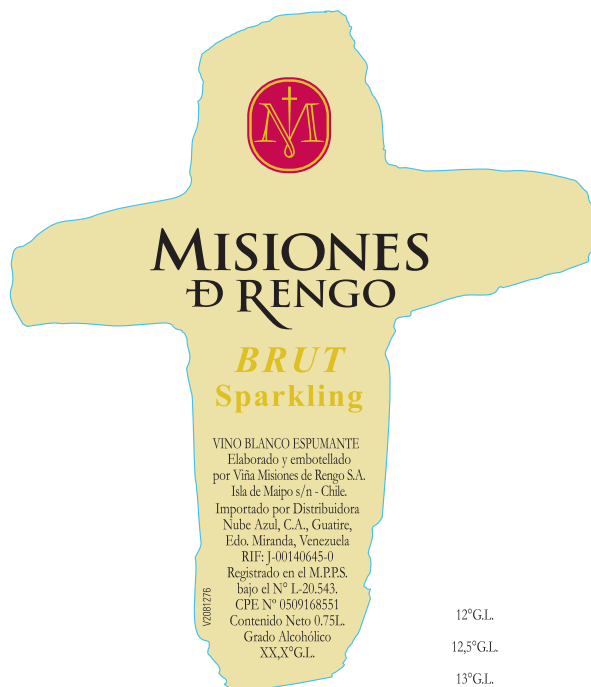 M
MISIONES
Đ RENGO
BRUT
Sparkling
VINO BLANCO ESPUMANTE
Elaborado y embotellado
por Viña Misiones de Rengo S.A.
Isla de Maipo s/n - Chile.
Importado por Distribuidora
Nube Azul, C.A., Guatire,
Edo. Miranda, Venezuela
RIF: J-00140645-0
Registrado en el M.P.P.S.
bajo el N° L-20.543.
CPE Nº 0509168551
Contenido Neto 0.75L.
Grado Alcohólico
XX,X°G.L.
V2081276
12°G.L.
12,5°G.L.
13°G.L.